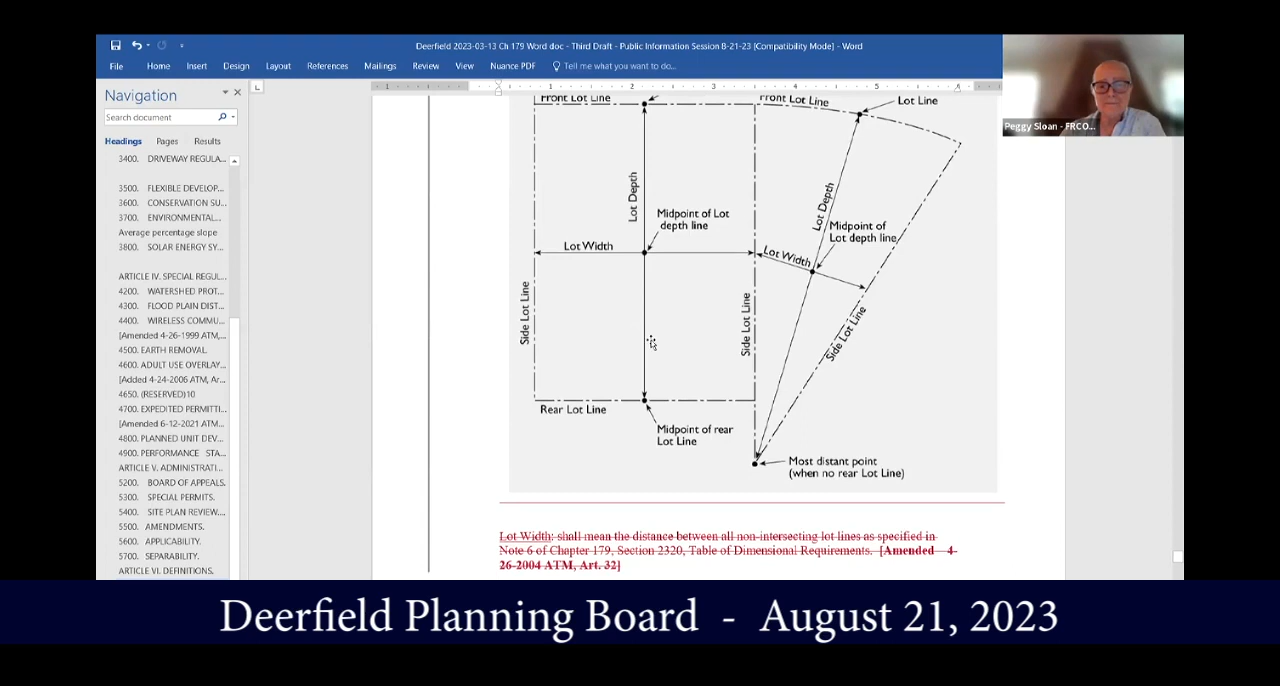 Deerfield 2023-03-13 Ch 179 Word doc - Third Draft - Public Information Session 8-21-23 [Compatibility Mode] - Word
File Home Insert Design Layout References Mailings Review View Nuance PDF Tell me what you want to do...
Navigation
Search document
Headings Pages Results
3400. DRIVEWAY REGULA...
3500. FLEXIBLE DEVELOP...
3600. CONSERVATION SU...
3700. ENVIRONMENTAL...
Average percentage slope
3800. SOLAR ENERGY SY...
ARTICLE IV. SPECIAL REGUL...
4200. WATERSHED PROT...
4300. FLOOD PLAIN DIST...
4400. WIRELESS COMMU...
[Amended 4-26-1999 ATM,...
4500. EARTH REMOVAL.
4600. ADULT USE OVERLAY...
[Added 4-24-2006 ATM, Ar...
4650. (RESERVED)10
4700. EXPEDITED PERMITTI...
[Amended 6-12-2021 ATM...
4800. PLANNED UNIT DEV...
4900. PERFORMANCE STA...
ARTICLE V. ADMINISTRATI...
5200. BOARD OF APPEALS.
5300. SPECIAL PERMITS.
5400. SITE PLAN REVIEW....
5500. AMENDMENTS.
5600. APPLICABILITY.
5700. SEPARABILITY.
ARTICLE VI. DEFINITIONS.
1 1 2 3 4 5
Front Lot Line
Front Lot Line
Lot Line
Lot Depth
Midpoint of Lot
depth line
Lot Width
Side Lot Line
Side Lot Line
Rear Lot Line
Midpoint of rear
Lot Line
Lot Depth
Midpoint of
Lot depth line
Lot Width
Side Lot Line
Most distant point
(when no rear Lot Line)
Lot Width: shall mean the distance between all non-intersecting lot lines as specified in
Note 6 of Chapter 179, Section 2320, Table of Dimensional Requirements. [Amended 4-
26-2004 ATM, Art. 32]
Peggy Sloan - FRCO...
Deerfield Planning Board - August 21, 2023